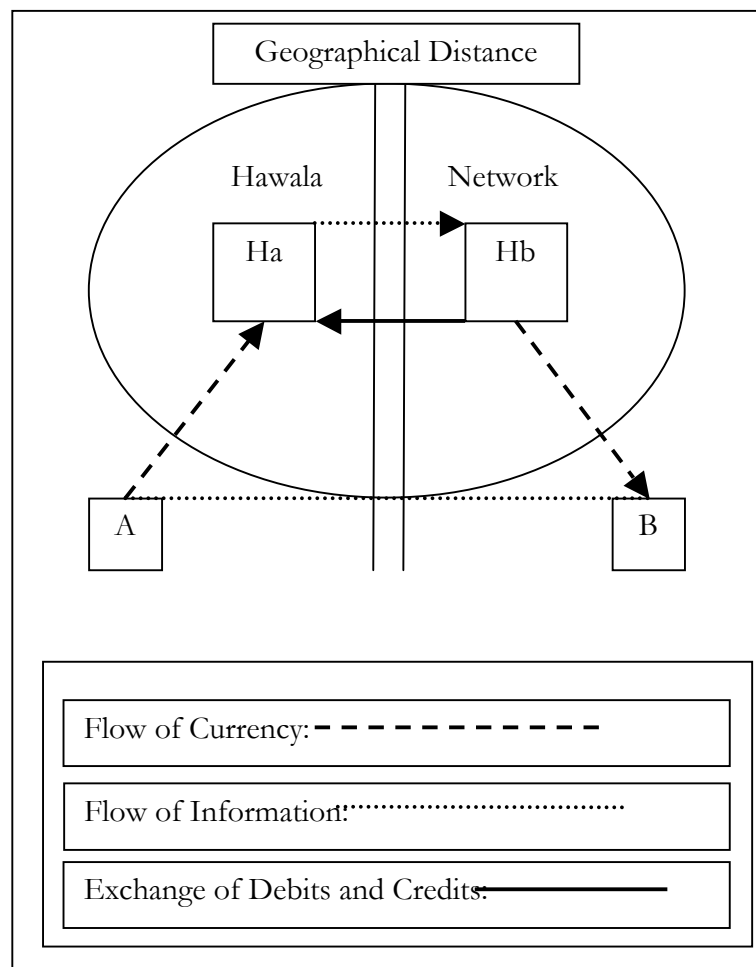 Geographical Distance
Hawala Network
Ha Hb
A B
Flow of Currency:
Flow of Information:
Exchange of Debits and Credits: